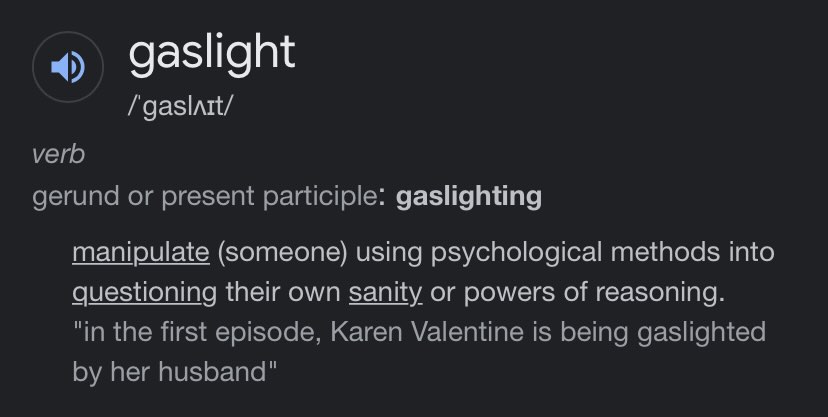 gaslight
/ˈɡaslʌɪt/
verb
gerund or present participle: gaslighting
manipulate (someone) using psychological methods into
questioning their own sanity or powers of reasoning.
"in the first episode, Karen Valentine is being gaslighted
by her husband"